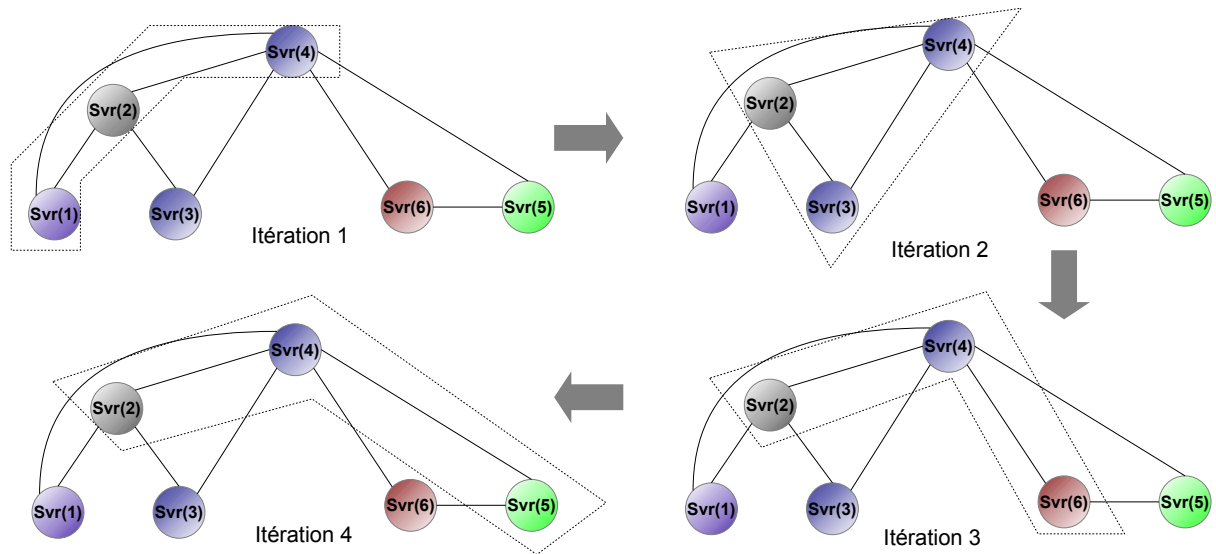 Svr(4)
Svr(2)
Svr(1)
Svr(3)
Svr(6)
Svr(5)
Itération 1
Svr(4)
Svr(2)
Svr(1)
Svr(3)
Svr(6)
Svr(5)
Itération 2
Svr(4)
Svr(2)
Svr(1)
Svr(3)
Svr(6)
Svr(5)
Itération 4
Svr(4)
Svr(2)
Svr(1)
Svr(3)
Svr(6)
Svr(5)
Itération 3